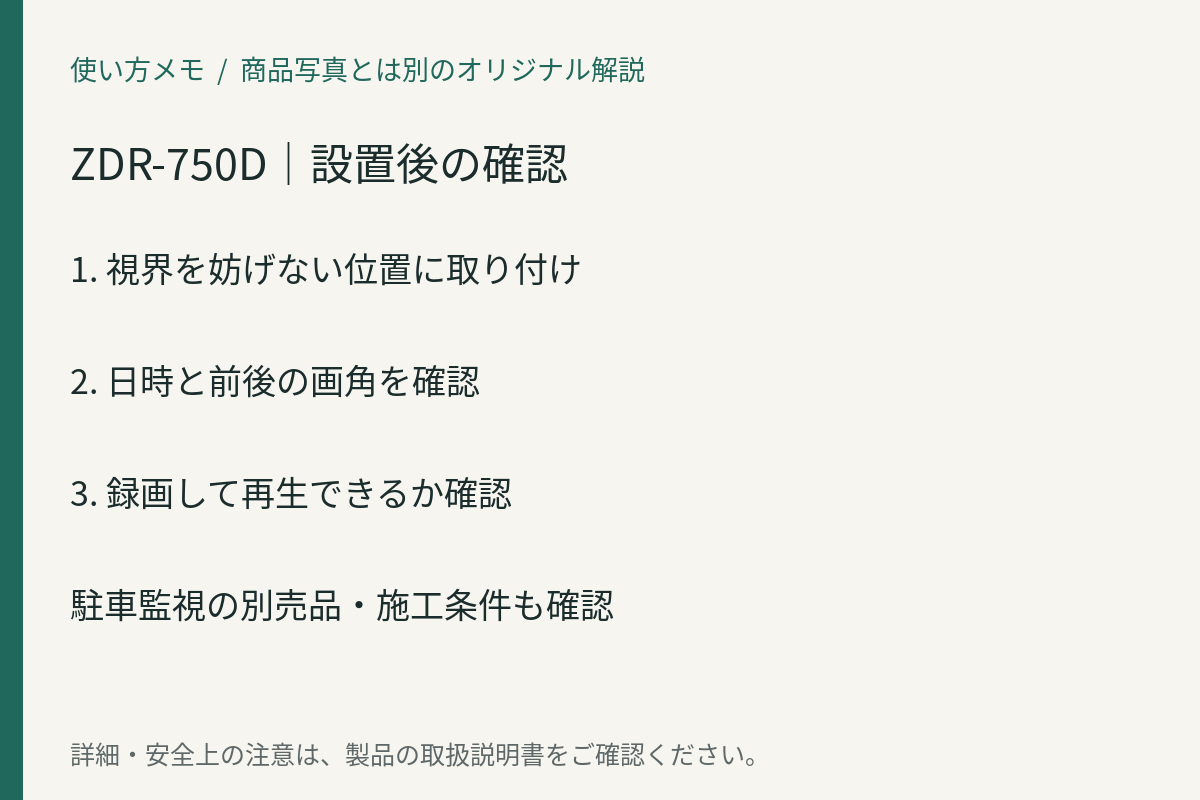 使い方メモ / 商品写真とは別のオリジナル解説
ZDR-750D｜設置後の確認
1. 視界を妨げない位置に取り付け
2. 日時と前後の画角を確認
3. 録画して再生できるか確認
駐車監視の別売品・施工条件も確認
詳細・安全上の注意は、製品の取扱説明書をご確認ください。